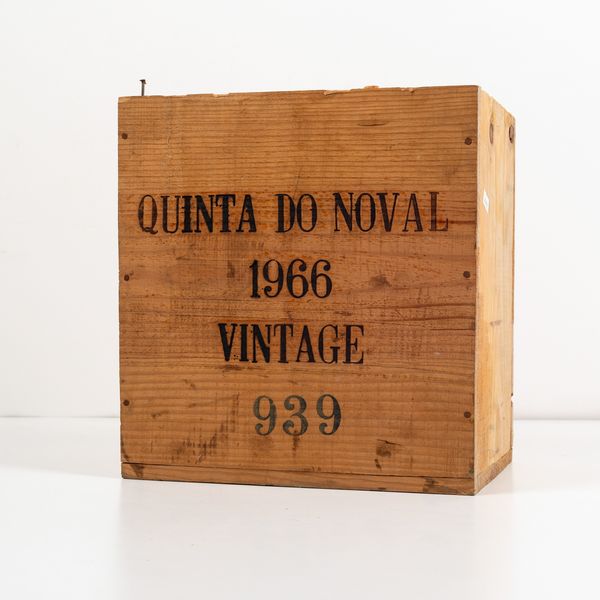 QUINTA DO NOVAL
1966
VINTAGE
939